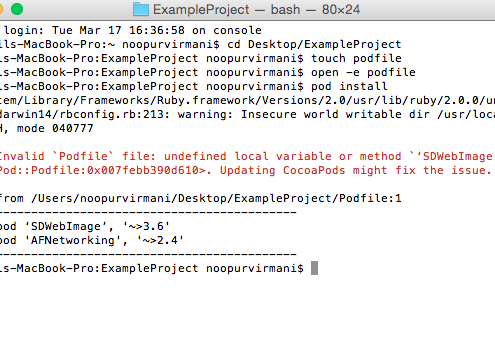 ExampleProject — bash — 80×24
login: Tue Mar 17 16:36:58 on console
ils-MacBook-Pro:~ noopurvirmani$ cd Desktop/ExampleProject
ils-MacBook-Pro:ExampleProject noopurvirmani$ touch podfile
ils-MacBook-Pro:ExampleProject noopurvirmani$ open -e podfile
ils-MacBook-Pro:ExampleProject noopurvirmani$ pod install
tem/Library/Frameworks/Ruby.framework/Versions/2.0/usr/lib/ruby/2.0.0/un
darwin14/rbconfig.rb:213: warning: Insecure world writable dir /usr/loca
H, mode 040777
Invalid `Podfile` file: undefined local variable or method `‘SDWebImage
Pod::Podfile:0x007febb390d610>. Updating CocoaPods might fix the issue.
from /Users/noopurvirmani/Desktop/ExampleProject/Podfile:1
-------------------------------------------
pod ‘SDWebImage’, '~>3.6'
pod 'AFNetworking', '~>2.4'
-------------------------------------------
ils-MacBook-Pro:ExampleProject noopurvirmani$